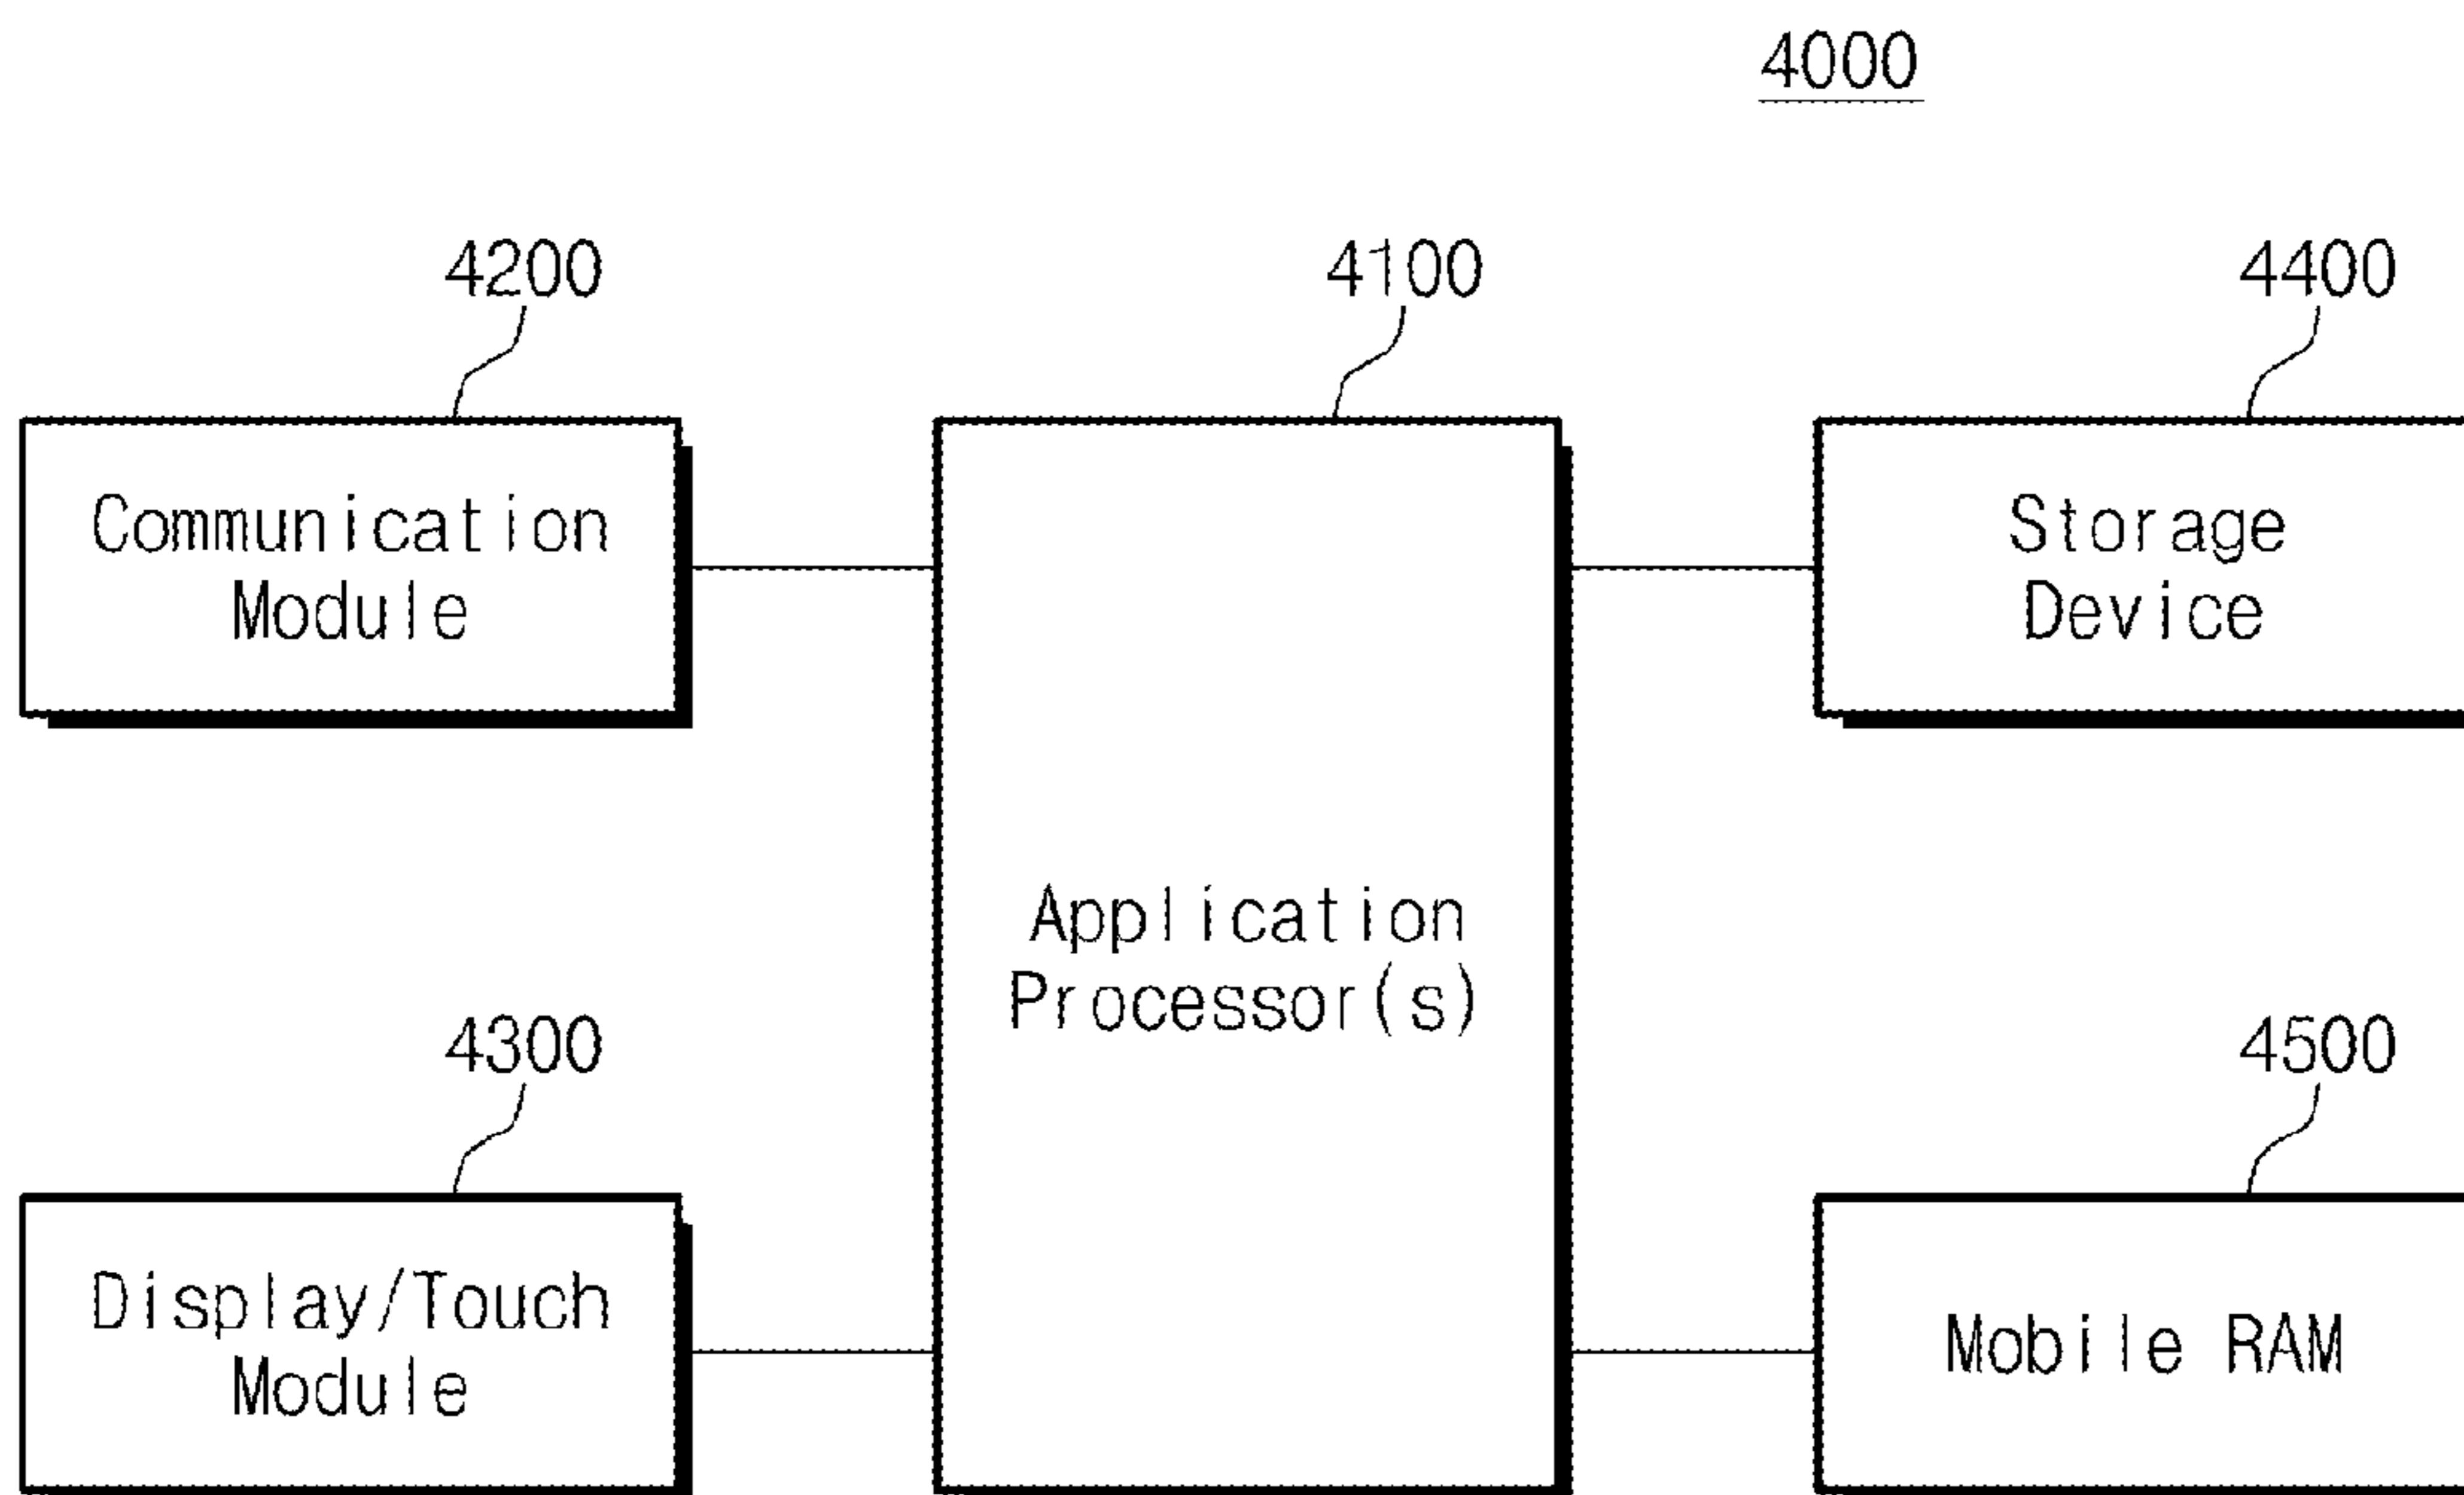 4000
4200
4100
4400
Communication
Module
Storage
Device
Application
Processor(s)
4300
4500
Display/Touch
Module
Mobile RAM